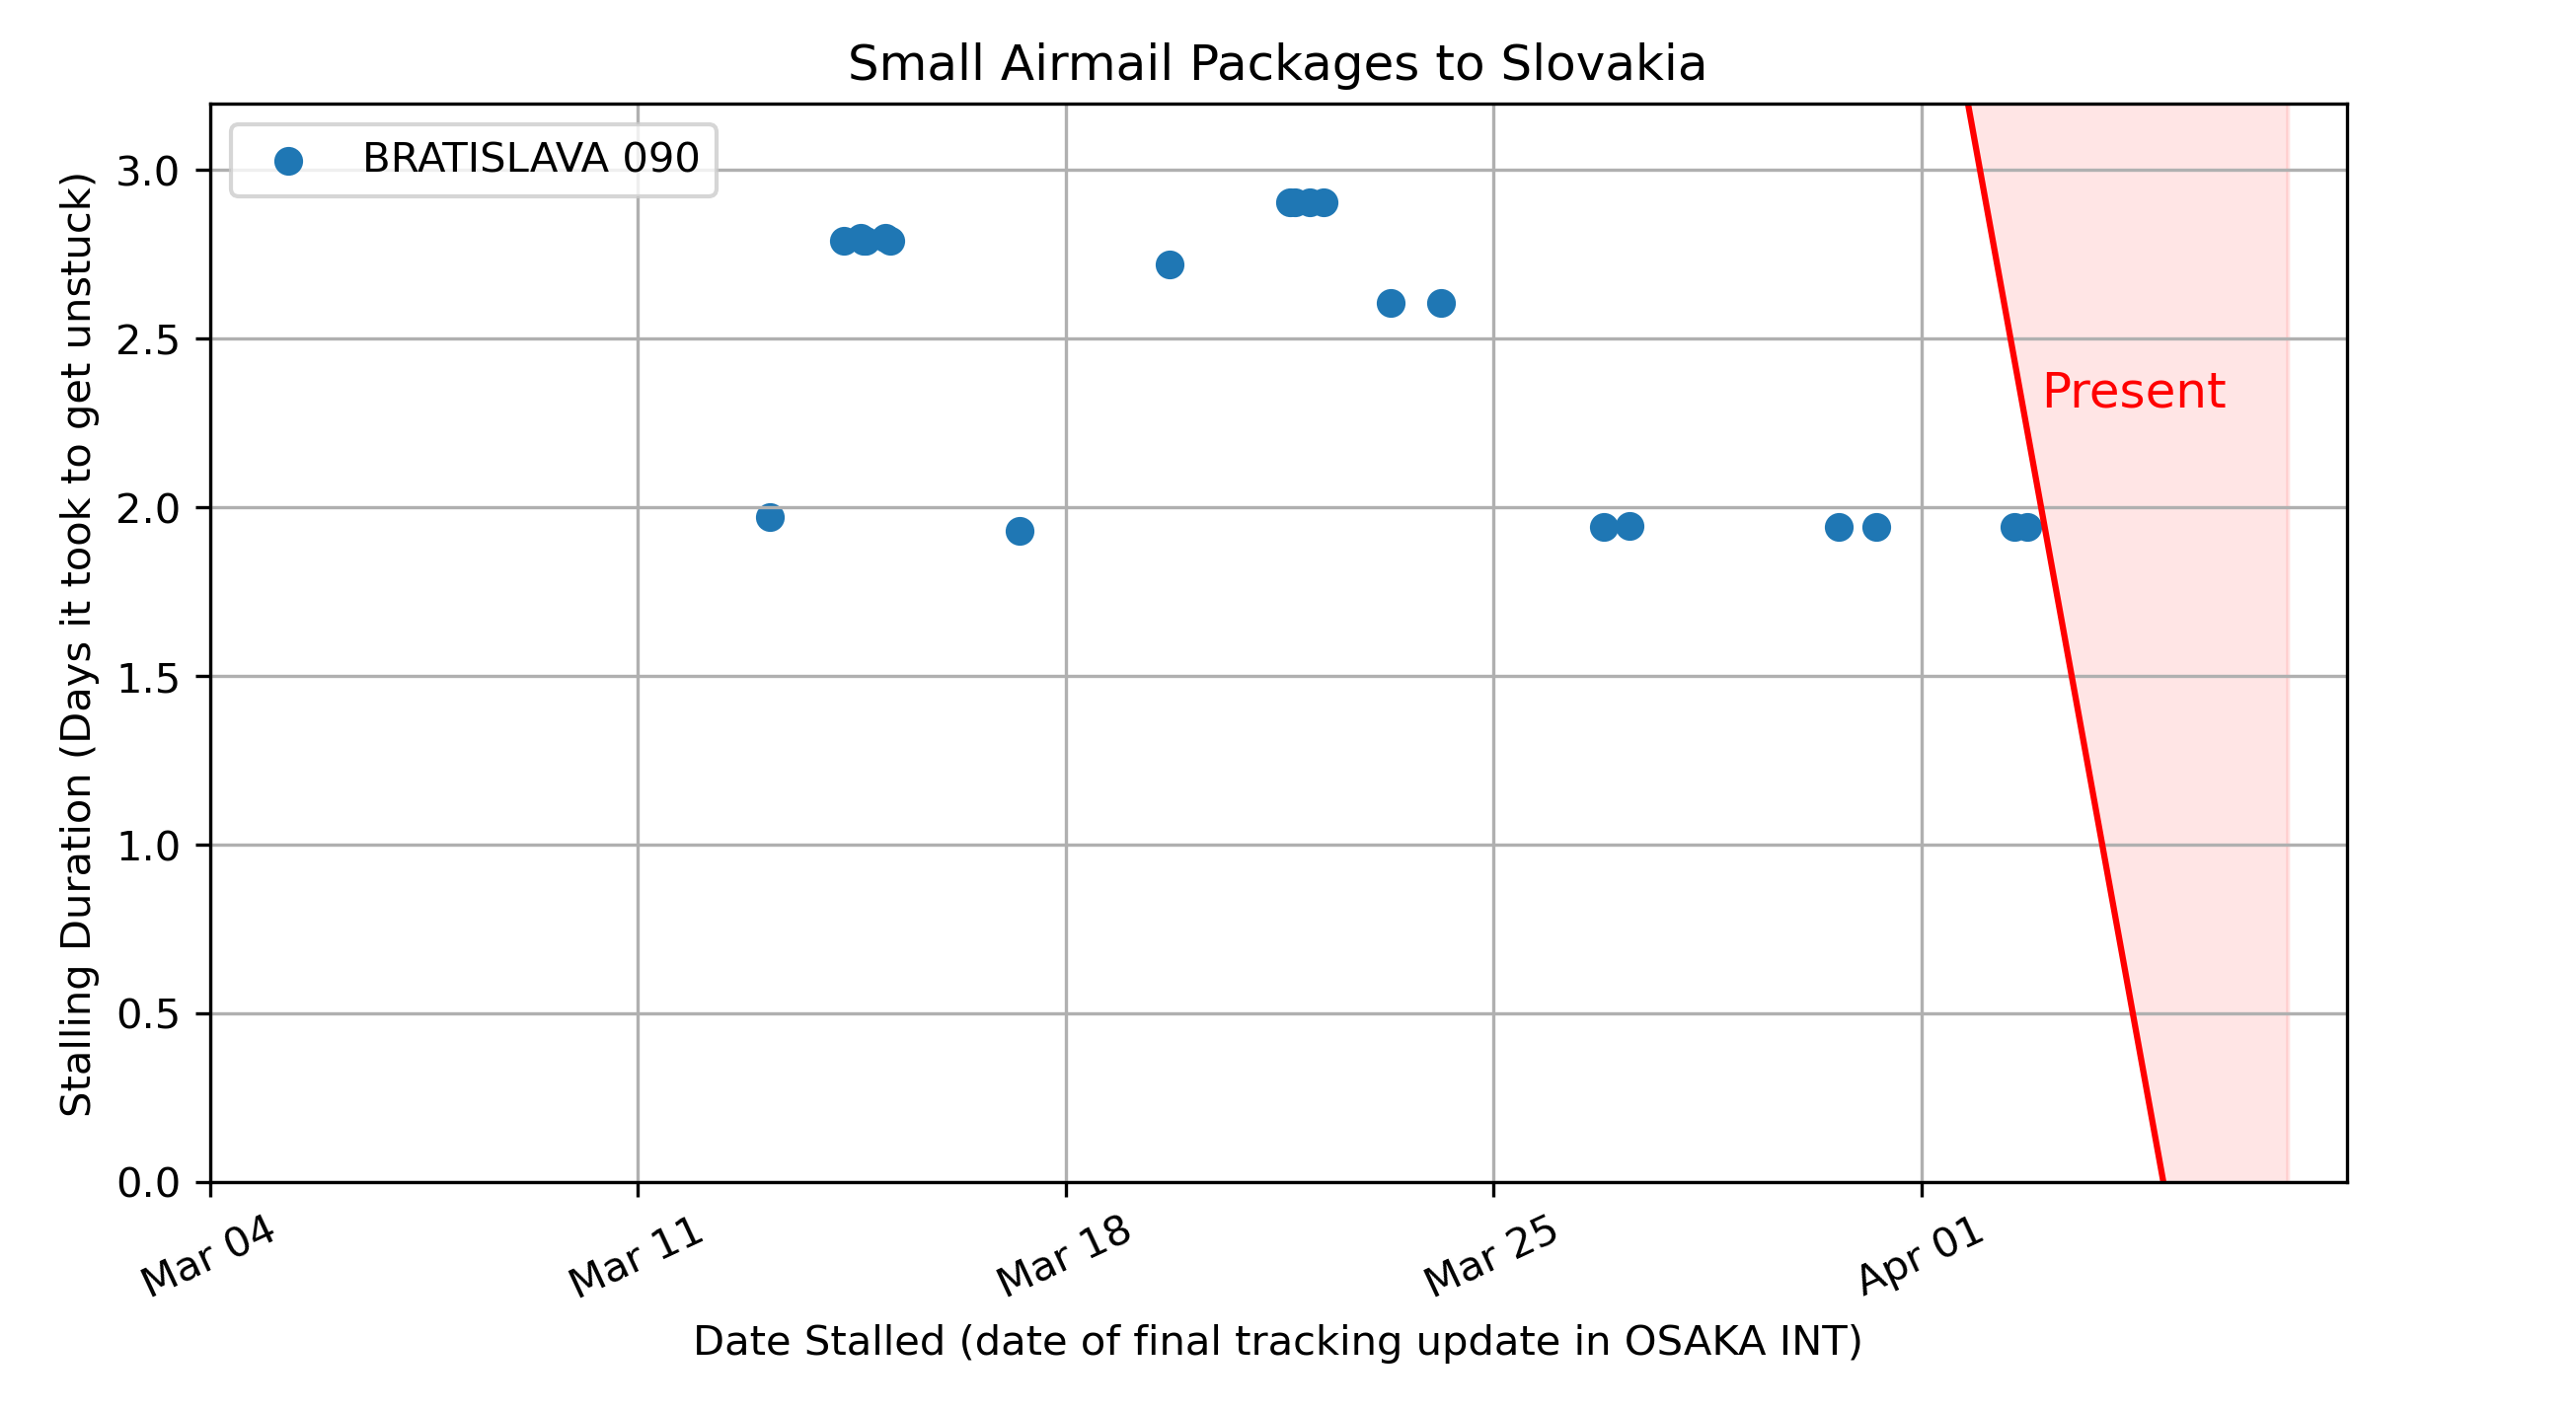 Small Airmail Packages to Slovakia
BRATISLAVA 090
Stalling Duration (Days it took to get unstuck)
3.0
2.5
2.0
1.5
1.0
0.5
0.0
Present
Mar 04
Mar 11
Mar 18
Mar 25
Apr 01
Date Stalled (date of final tracking update in OSAKA INT)